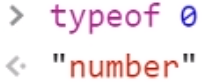 > typeof 0
<· "number"